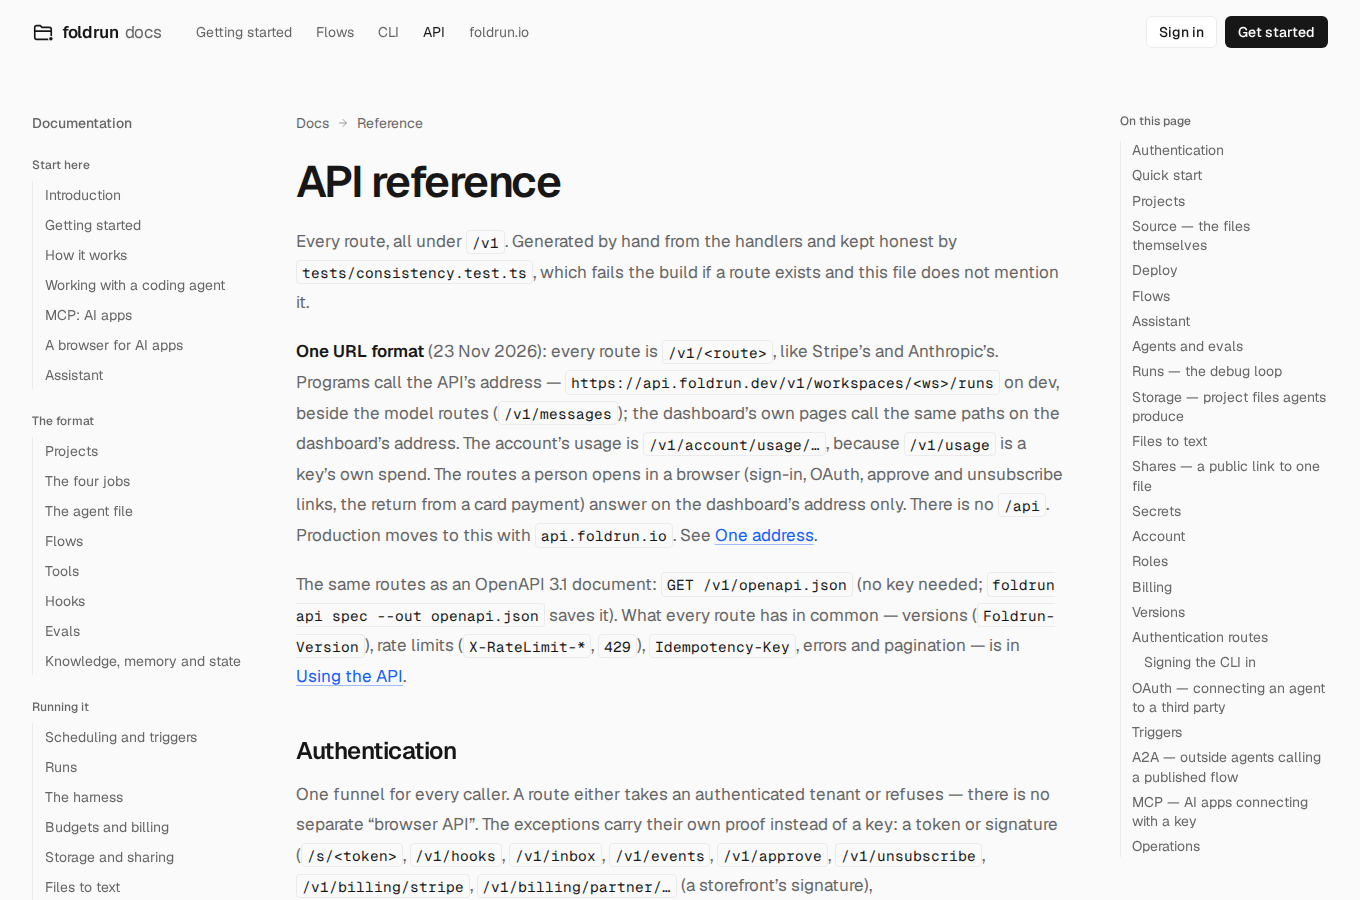 foldrun docs
Getting started
Flows
CLI
API
foldrun.io
Sign in
Get started
Documentation
Start here
Introduction
Getting started
How it works
Working with a coding agent
MCP: AI apps
A browser for AI apps
Assistant
The format
Projects
The four jobs
The agent file
Flows
Tools
Hooks
Evals
Knowledge, memory and state
Running it
Scheduling and triggers
Runs
The harness
Budgets and billing
Storage and sharing
Files to text
Docs → Reference
API reference
Every route, all under /v1. Generated by hand from the handlers and kept honest by
tests/consistency.test.ts, which fails the build if a route exists and this file does not mention
it.
One URL format (23 Nov 2026): every route is /v1/<route>, like Stripe’s and Anthropic’s.
Programs call the API’s address — https://api.foldrun.dev/v1/workspaces/<ws>/runs on dev,
beside the model routes (/v1/messages); the dashboard’s own pages call the same paths on the
dashboard’s address. The account’s usage is /v1/account/usage/…, because /v1/usage is a
key’s own spend. The routes a person opens in a browser (sign-in, OAuth, approve and unsubscribe
links, the return from a card payment) answer on the dashboard’s address only. There is no /api.
Production moves to this with api.foldrun.io. See One address.
The same routes as an OpenAPI 3.1 document: GET /v1/openapi.json (no key needed; foldrun
api spec --out openapi.json saves it). What every route has in common — versions (Foldrun-
Version), rate limits (X-RateLimit-*, 429), Idempotency-Key, errors and pagination — is in
Using the API.
Authentication
One funnel for every caller. A route either takes an authenticated tenant or refuses — there is no
separate “browser API”. The exceptions carry their own proof instead of a key: a token or signature
(/s/<token>, /v1/hooks, /v1/inbox, /v1/events, /v1/approve, /v1/unsubscribe,
/v1/billing/stripe, /v1/billing/partner/… (a storefront’s signature),
On this page
Authentication
Quick start
Projects
Source — the files
themselves
Deploy
Flows
Assistant
Agents and evals
Runs — the debug loop
Storage — project files agents
produce
Files to text
Shares — a public link to one
file
Secrets
Account
Roles
Billing
Versions
Authentication routes
Signing the CLI in
OAuth — connecting an agent
to a third party
Triggers
A2A — outside agents calling
a published flow
MCP — AI apps connecting
with a key
Operations